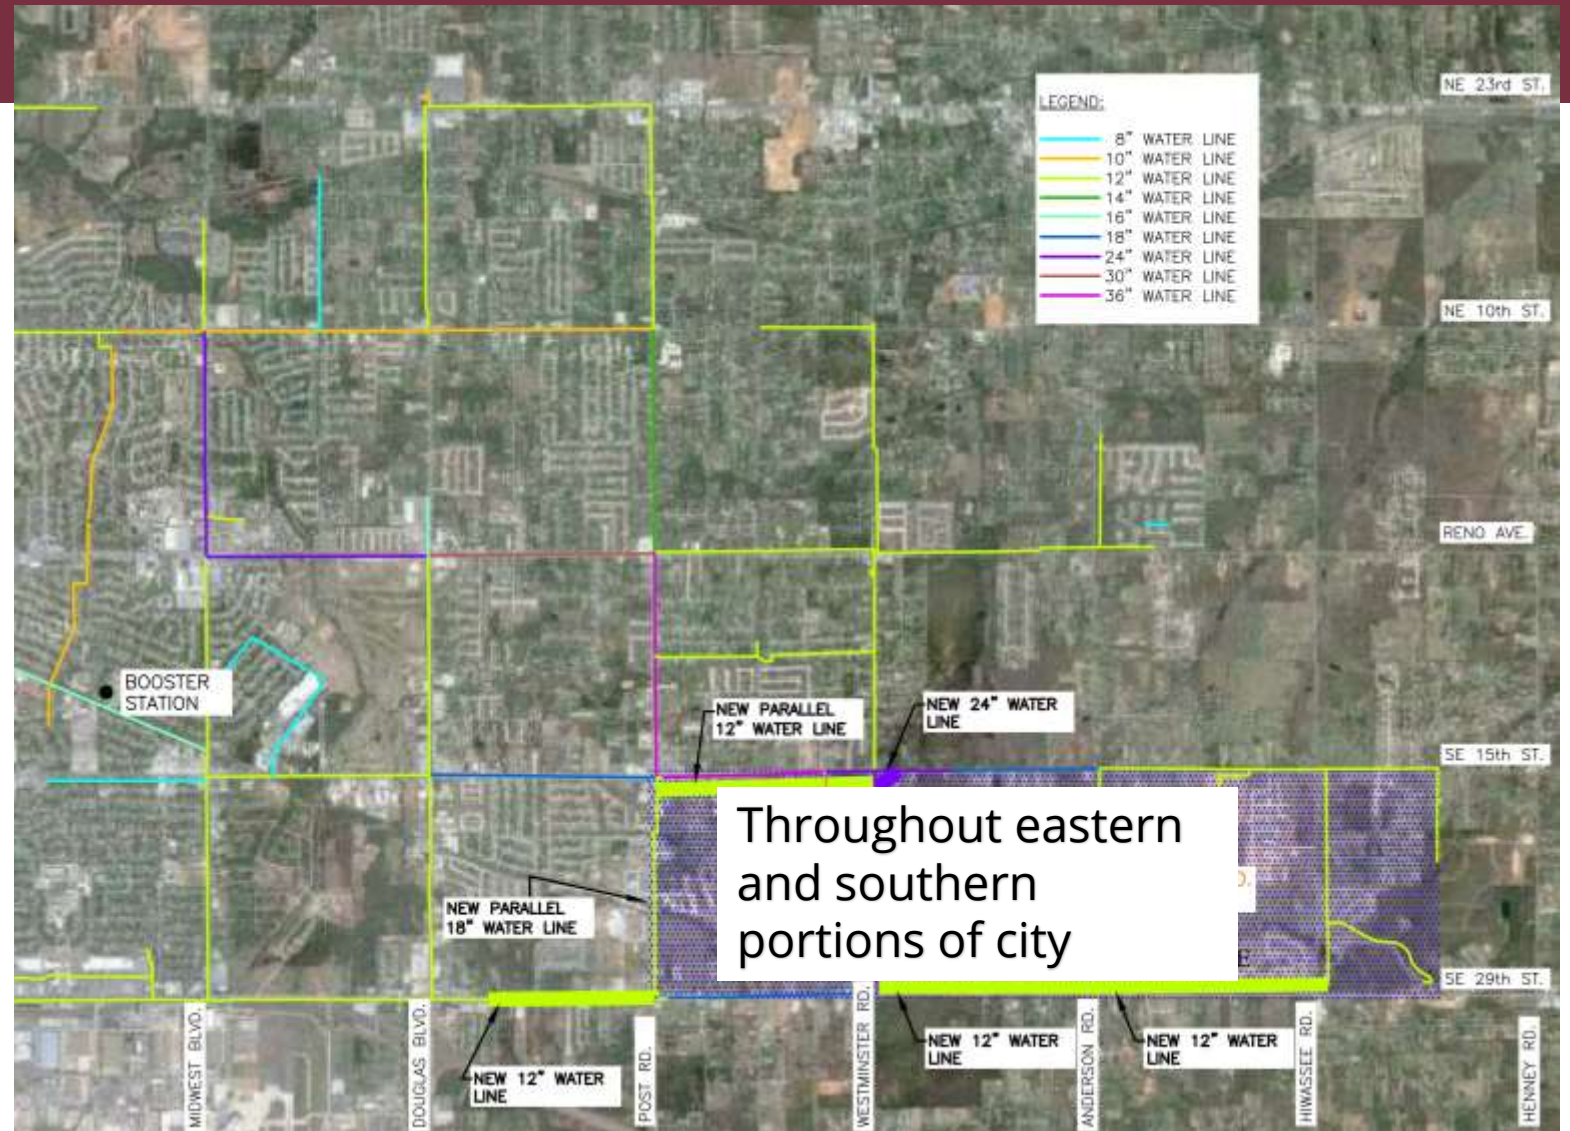 NE 23rd ST.
LEGEND:
8" WATER LINE
10" WATER LINE
12" WATER LINE
14" WATER LINE
16" WATER LINE
18" WATER LINE
24" WATER LINE
30" WATER LINE
36" WATER LINE
NE 10th ST.
RENO AVE.
BOOSTER
STATION
NEW PARALLEL
12" WATER LINE
NEW 24" WATER
LINE
SE 15th ST.
Throughout eastern
and southern
portions of city
D.
E
NEW PARALLEL
18" WATER LINE
SE 29th ST.
NEW 12" WATER
LINE
NEW 12" WATER
LINE
NEW 12" WATER
LINE
MIDWEST BLVD.
DOUGLAS BLVD.
POST RD.
WESTMINSTER RD.
ANDERSON RD.
HIWASSEE RD.
HENNEY RD.